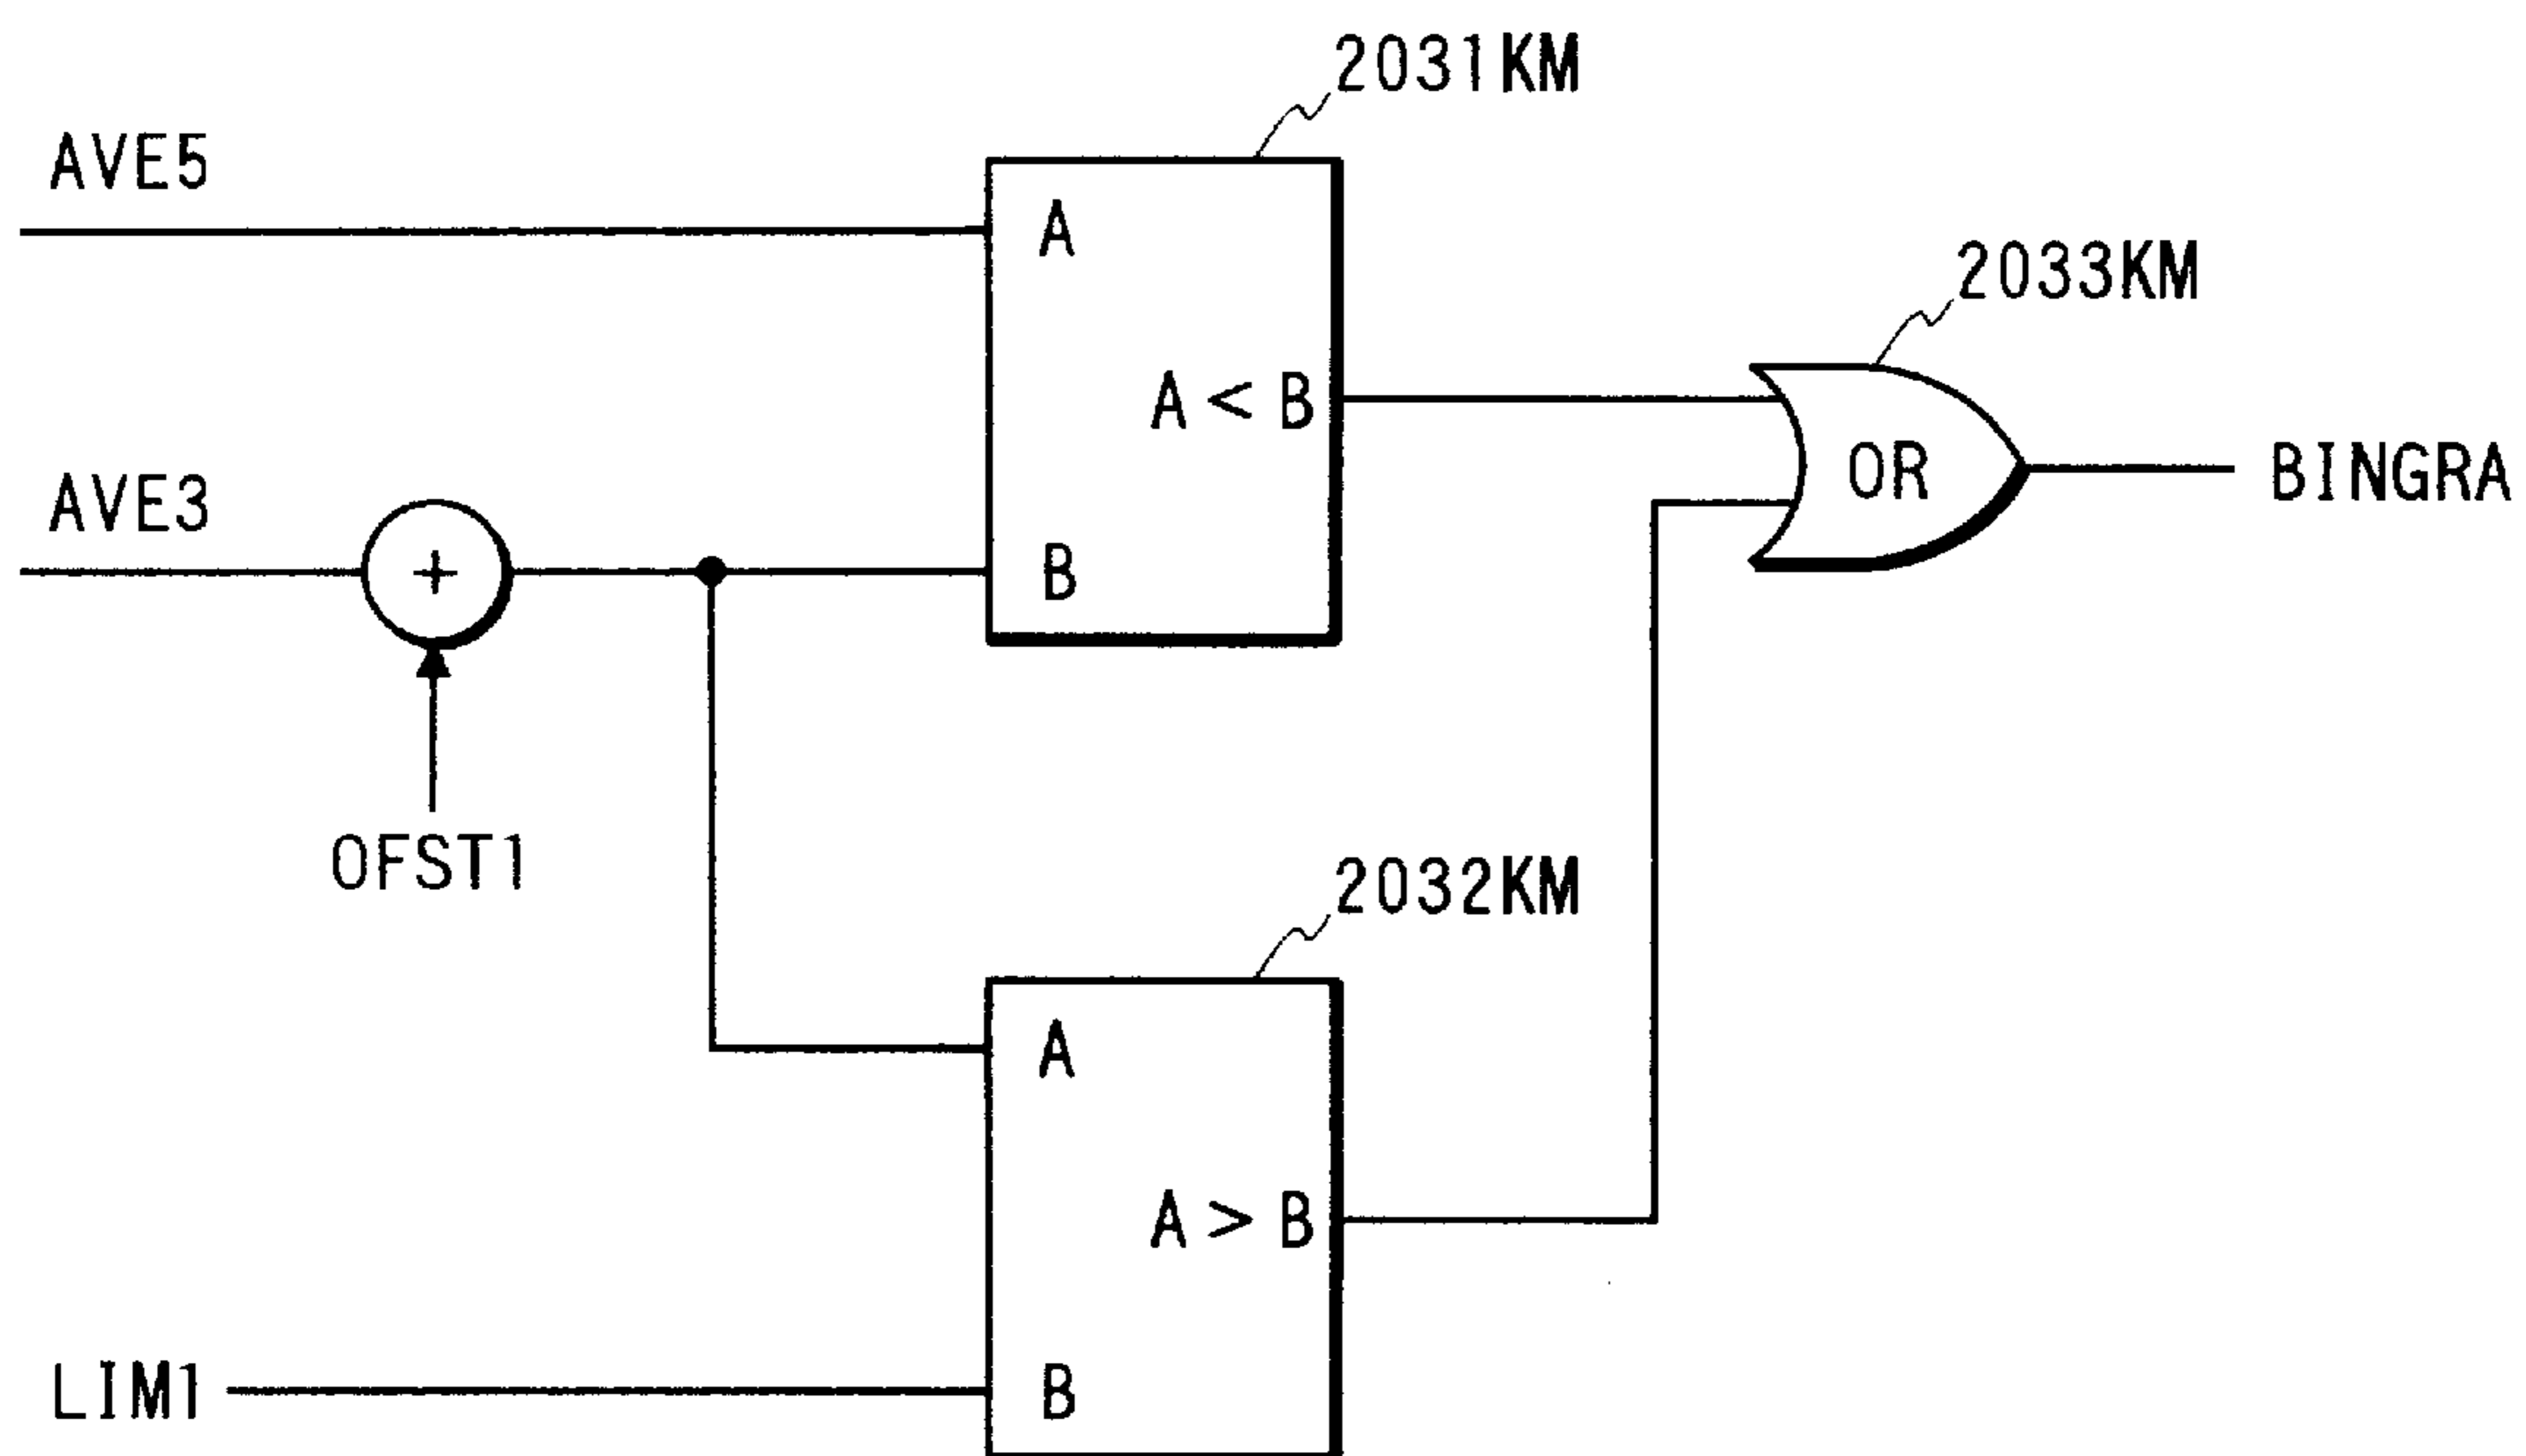 2031KM
AVE5
A
2033KM
A < B
OR
BINGRA
AVE3
+
B
OFST1
2032KM
A
A > B
LIM1
B